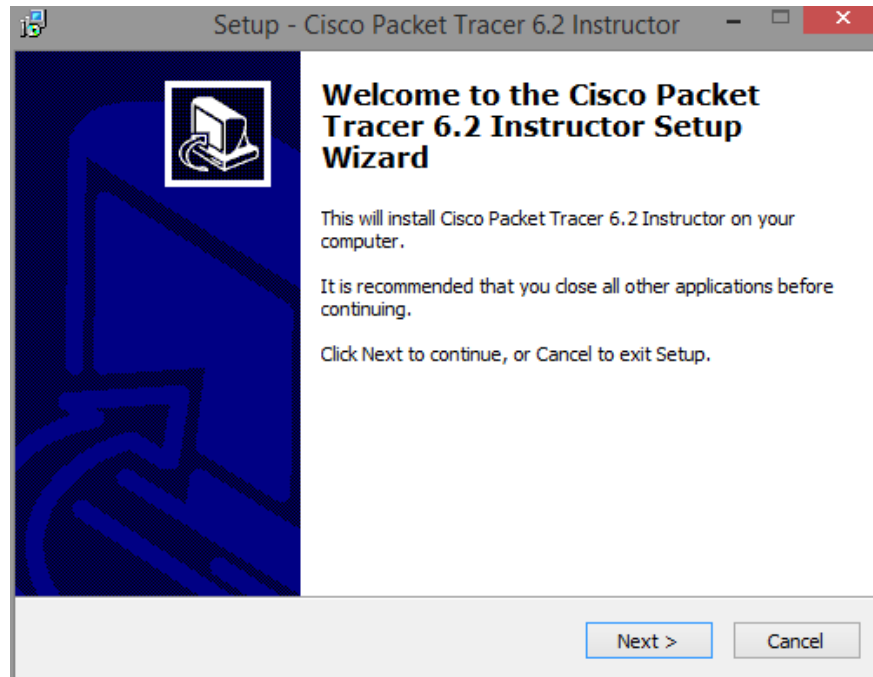 Setup - Cisco Packet Tracer 6.2 Instructor
Welcome to the Cisco Packet
Tracer 6.2 Instructor Setup
Wizard
This will install Cisco Packet Tracer 6.2 Instructor on your
computer.
It is recommended that you close all other applications before
continuing.
Click Next to continue, or Cancel to exit Setup.
Next >
Cancel